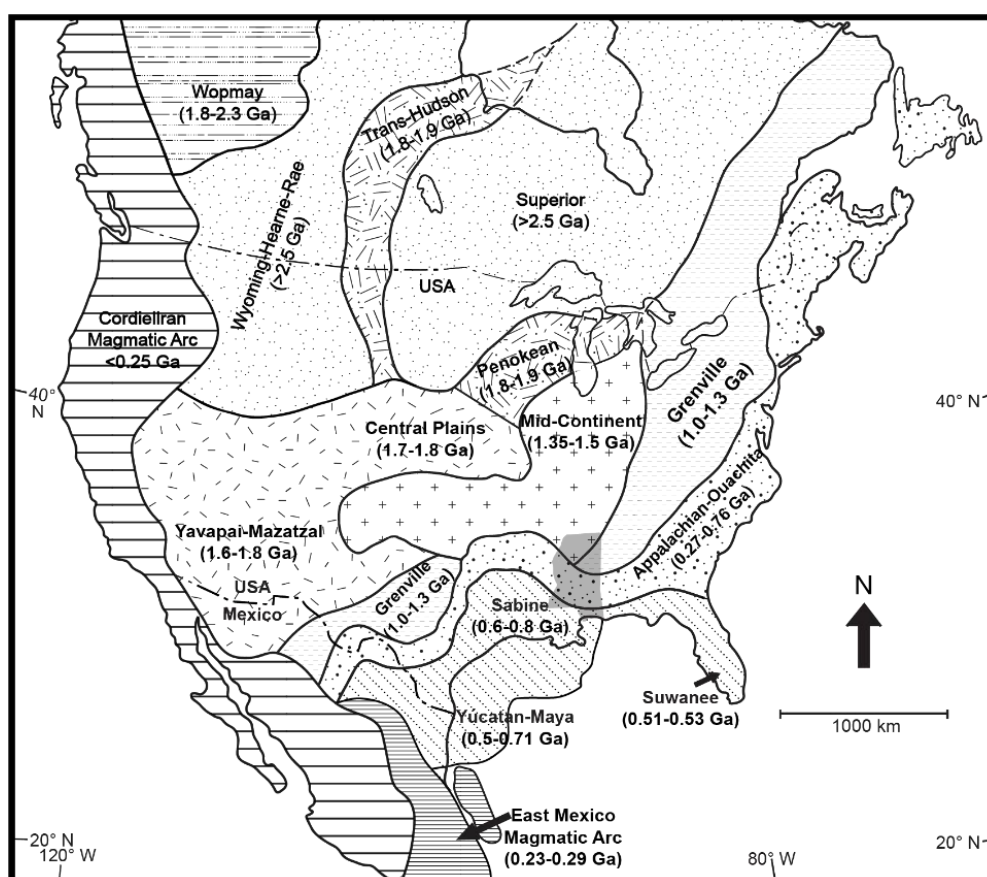 Wopmay
(1.8-2.3 Ga)
Trans-Hudson
(1.8-1.9 Ga)
Superior
(>2.5 Ga)
Wyoming-Hearne-Rae
(>2.5 Ga)
USA
Cordieliran
Magmatic Arc
<0.25 Ga
Penokean
(1.8-1.9 Ga)
Grenville
(1.0-1.3 Ga)
40°
N
40° N
Central Plains
(1.7-1.8 Ga)
Mid-Continent
(1.35-1.5 Ga)
Appalachian-Ouachita
(0.27-0.76 Ga)
Yavapai-Mazatzal
(1.6-1.8 Ga)
USA
Mexico
Grenville
(1.0-1.3 Ga)
Sabine
(0.6-0.8 Ga)
N
Suwanee
(0.51-0.53 Ga)
1000 km
Yucatan-Maya
(0.5-0.71 Ga)
East Mexico
Magmatic Arc
(0.23-0.29 Ga)
20° N
120° W
80° W
20° N